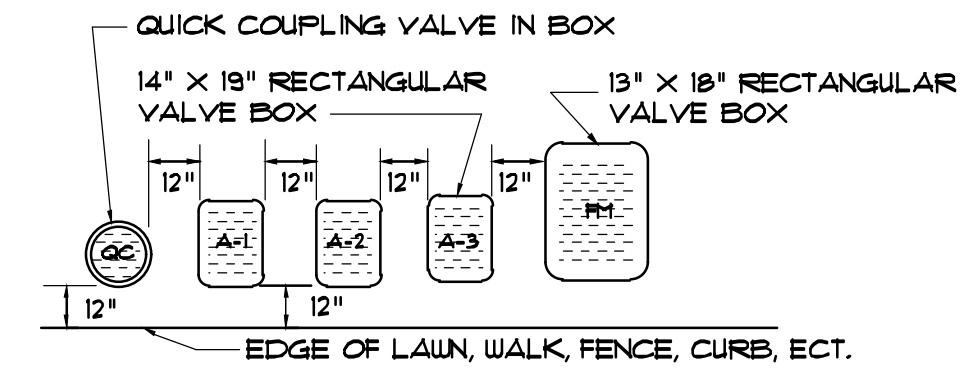 QUICK COUPLING VALVE IN BOX
14" X 19" RECTANGULAR
VALVE BOX
13" X 18" RECTANGULAR
VALVE BOX
12"
12"
12"
12"
QC
A-1
A-2
A-3
FM
12"
12"
EDGE OF LAWN, WALK, FENCE, CURB, ECT.